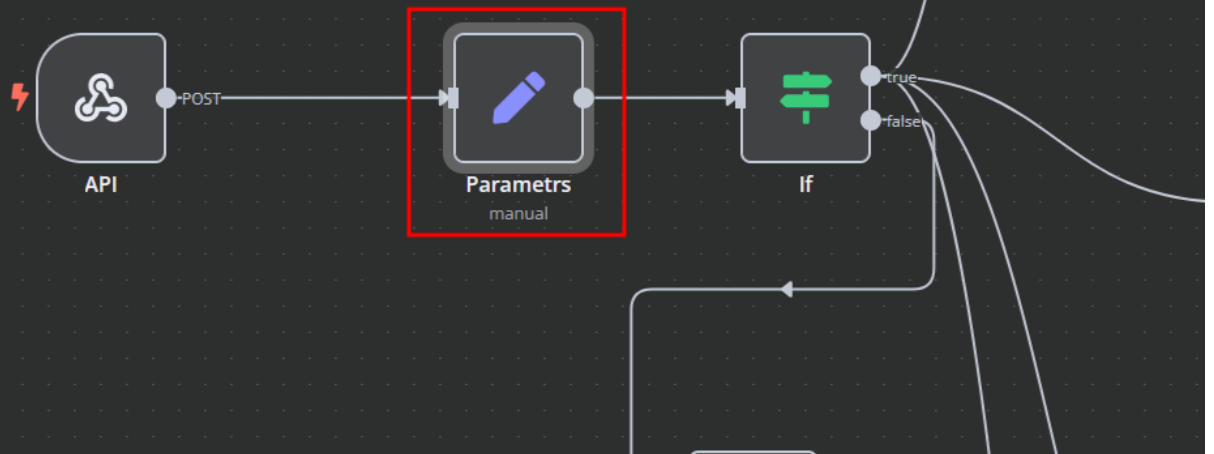 POST
true
false
API
Parametrs
If
manual